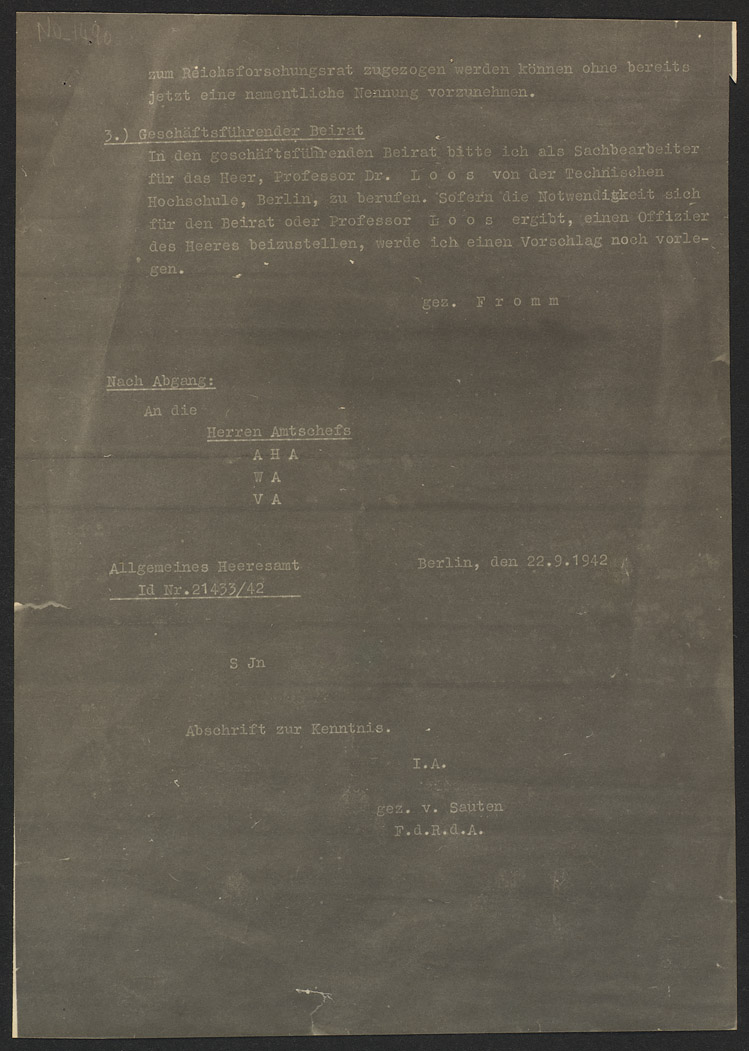 zum Reichsforschungsrat zugezogen werden können ohne bereits
jetzt eine namentliche Nennung vorzunehmen.
3.) Geschäftsführender Beirat
In den geschäftsführenden Beirat bitte ich als Sachbearbeiter
für das Heer, Professor Dr. L o o s von der Technischen
Hochschule, Berlin, zu berufen. Sofern die Notwendigkeit sich
für den Beirat oder Professor L o o s ergibt, einen Offizier
des Heeres beizustellen, werde ich einen Vorschlag noch vorle-
gen.
gez. F r o m m
Nach Abgang:
An die
Herren Amtschefs
A H A
W A
V A
Allgemeines Heeresamt
Berlin, den 22.9.1942
Id Nr.21433/42
S Jn
Abschrift zur Kenntnis.
I.A.
gez. v. Sauten
F.d.R.d.A.